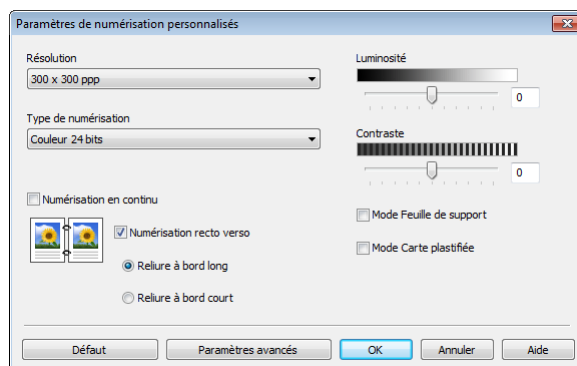 Paramètres de numérisation personnalisés
Résolution
300 x 300 ppp
Type de numérisation
Couleur 24 bits
Numérisation en continu
Numérisation recto verso
Reliure à bord long
Reliure à bord court
Luminosité
0
Contraste
0
Mode Feuille de support
Mode Carte plastifiée
Défaut
Paramètres avancés
OK
Annuler
Aide